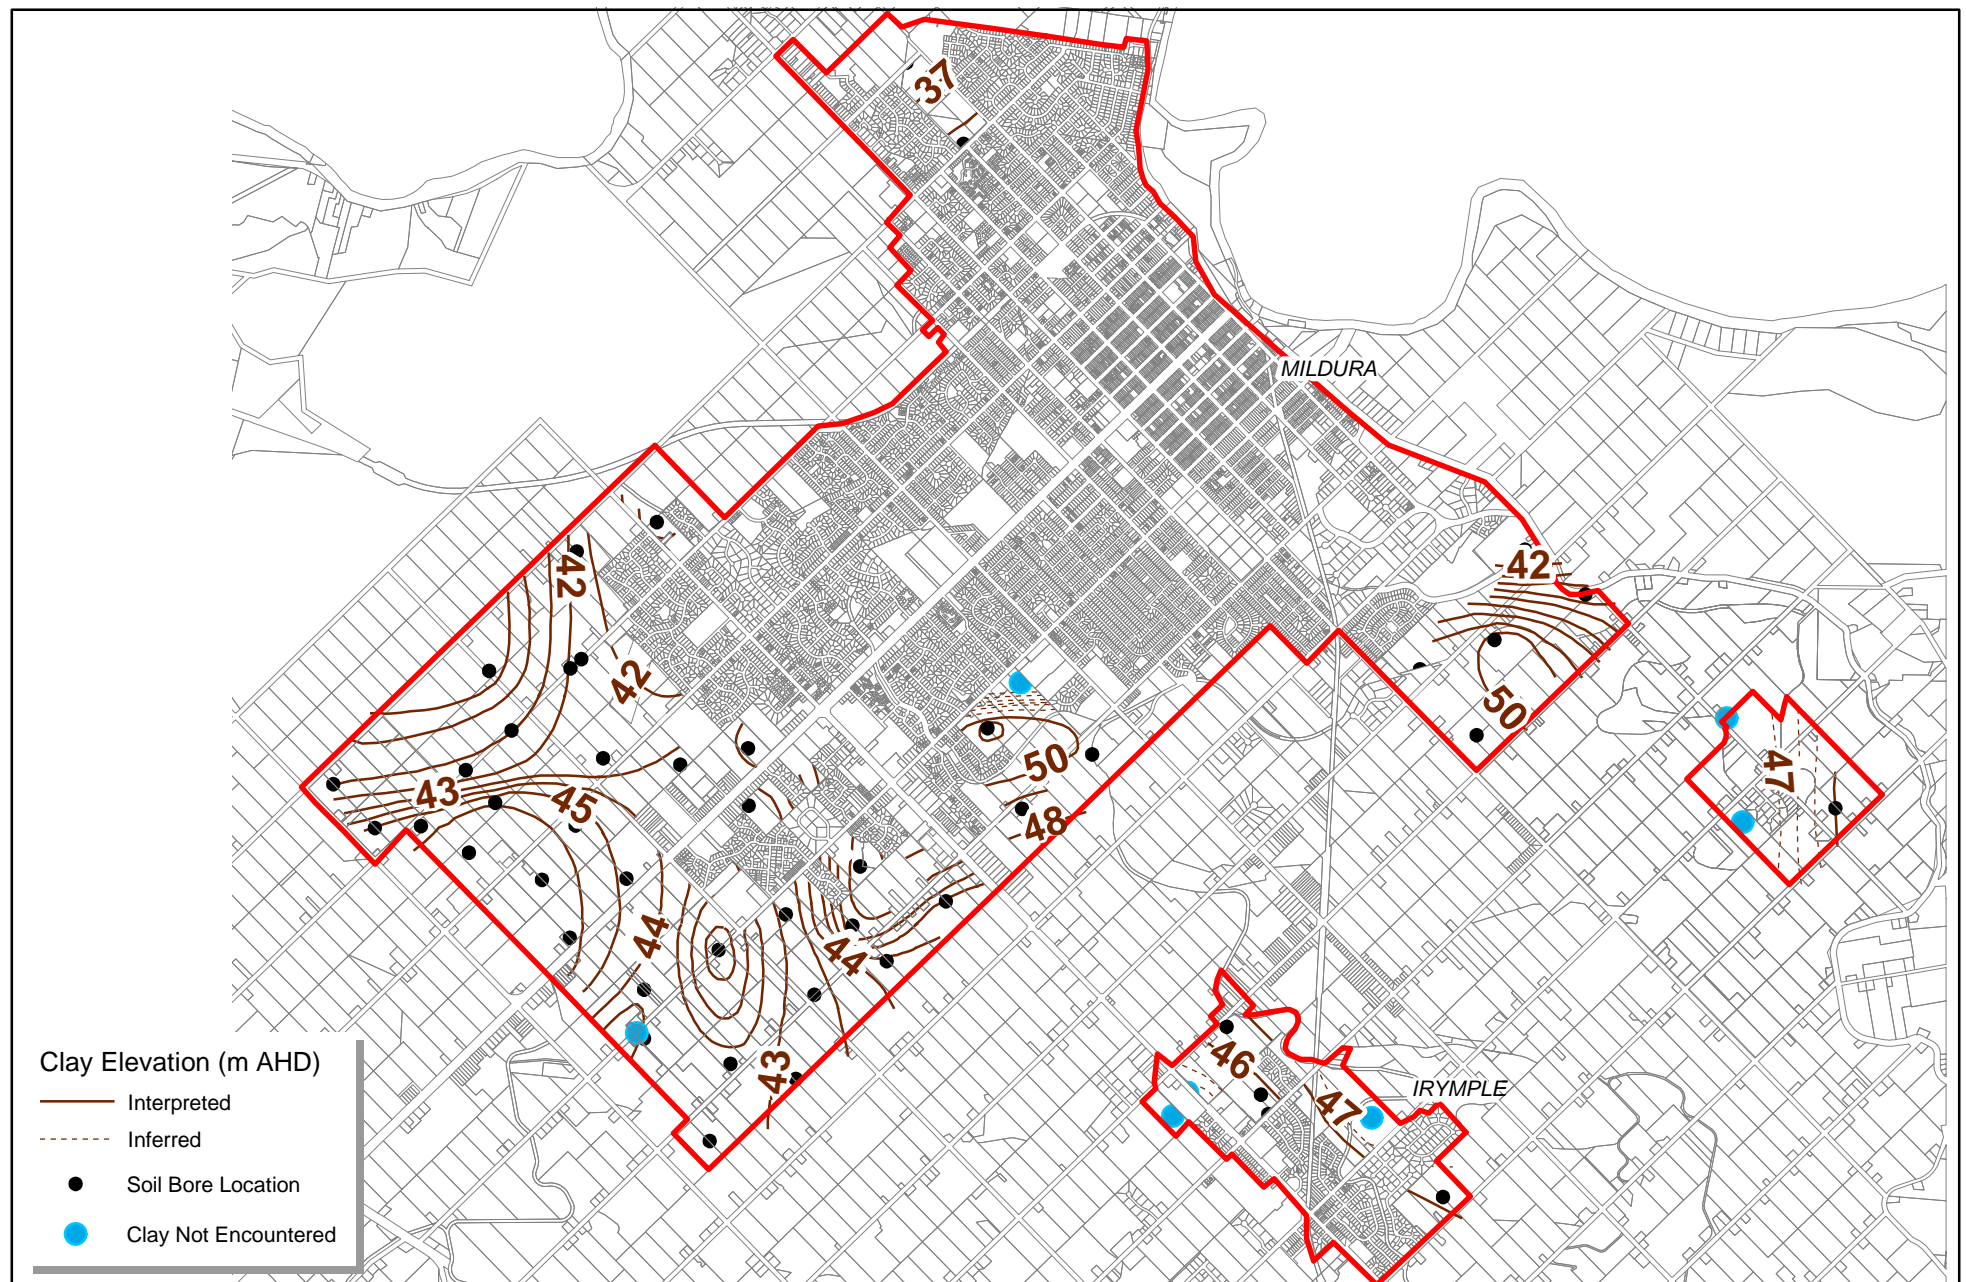 37
MILDURA
42
42
42
50
47
50
48
43
45
44
44
43
46
47
IRYMPLE
Clay Elevation (m AHD)
Interpreted
Inferred
Soil Bore Location
Clay Not Encountered